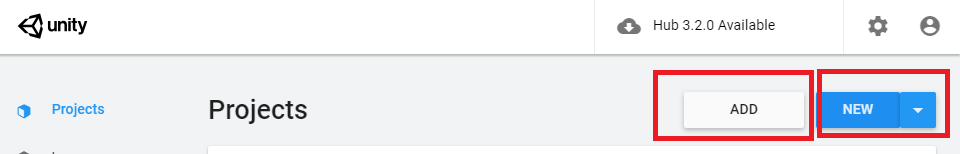 unity
Hub 3.2.0 Available
Projects
Projects
ADD
NEW